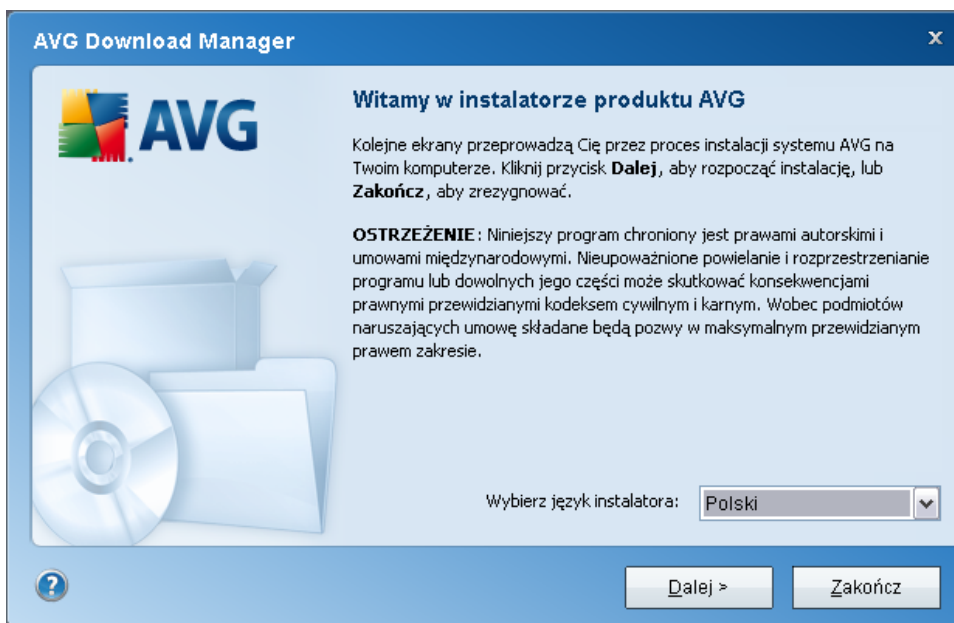 AVG Download Manager
x
AVG
Witamy w instalatorze produktu AVG
Kolejne ekrany przeprowadzą Cię przez proces instalacji systemu AVG na
Twoim komputerze. Kliknij przycisk Dalej, aby rozpocząć instalację, lub
Zakończ, aby zrezygnować.
OSTRZEŻENIE: Niniejszy program chroniony jest prawami autorskimi i
umowami międzynarodowymi. Nieupoważnione powielanie i rozprzestrzenianie
programu lub dowolnych jego części może skutkować konsekwencjami
prawnymi przewidzianymi kodeksem cywilnym i karnym. Wobec podmiotów
naruszających umowę składane będą pozwy w maksymalnym przewidzianym
prawem zakresie.
Wybierz język instalatora: Polski
? Dalej > Zakończ